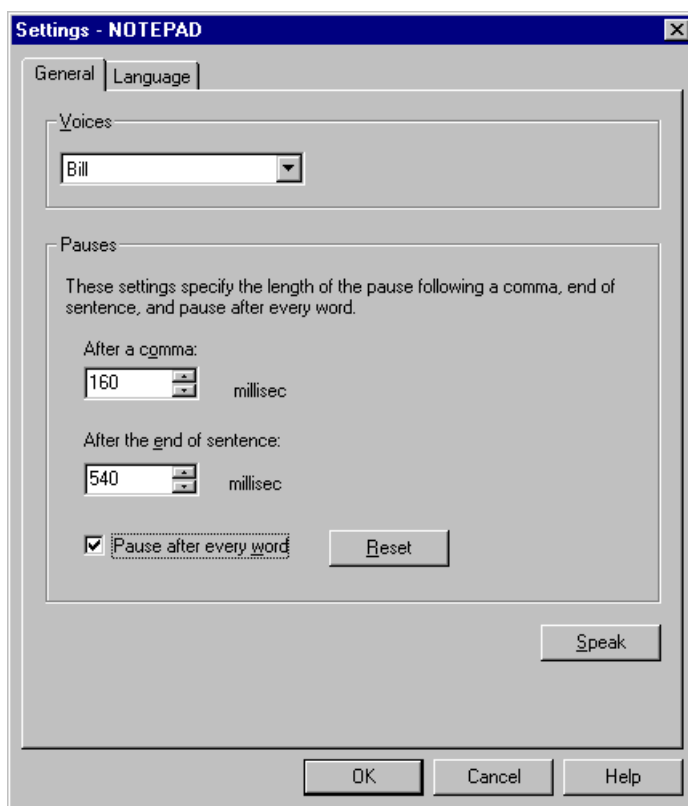 Settings - NOTEPAD
General
Language
Voices
Bill
Pauses
These settings specify the length of the pause following a comma, end of
sentence, and pause after every word.
After a comma:
160
millisec
After the end of sentence:
540
millisec
Pause after every word
Reset
Speak
OK
Cancel
Help